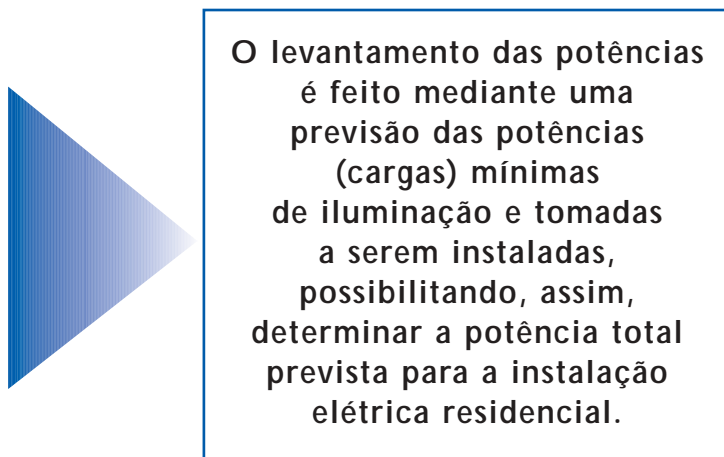 O levantamento das potências
é feito mediante uma
previsão das potências
(cargas) mínimas
de iluminação e tomadas
a serem instaladas,
possibilitando, assim,
determinar a potência total
prevista para a instalação
elétrica residencial.